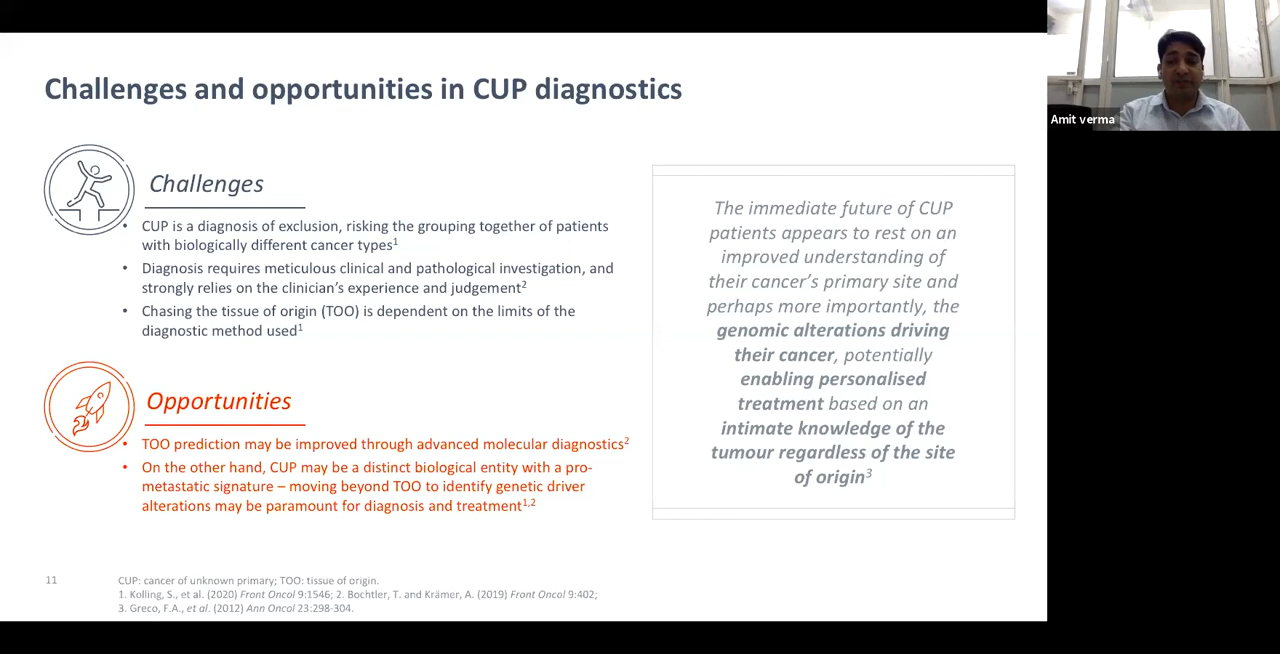 Challenges and opportunities in CUP diagnostics
Amit verma
Challenges
• CUP is a diagnosis of exclusion, risking the grouping together of patients
with biologically different cancer types1
• Diagnosis requires meticulous clinical and pathological investigation, and
strongly relies on the clinician's experience and judgement2
• Chasing the tissue of origin (TOO) is dependent on the limits of the
diagnostic method used1
Opportunities
• TOO prediction may be improved through advanced molecular diagnostics2
• On the other hand, CUP may be a distinct biological entity with a pro-
metastatic signature – moving beyond TOO to identify genetic driver
alterations may be paramount for diagnosis and treatment1,2
The immediate future of CUP
patients appears to rest on an
improved understanding of
their cancer's primary site and
perhaps more importantly, the
genomic alterations driving
their cancer, potentially
enabling personalised
treatment based on an
intimate knowledge of the
tumour regardless of the site
of origin3
11
CUP: cancer of unknown primary; TOO: tissue of origin.
1. Kolling, S., et al. (2020) Front Oncol 9:1546; 2. Bochtler, T. and Krämer, A. (2019) Front Oncol 9:402;
3. Greco, F.A., et al. (2012) Ann Oncol 23:298-304.